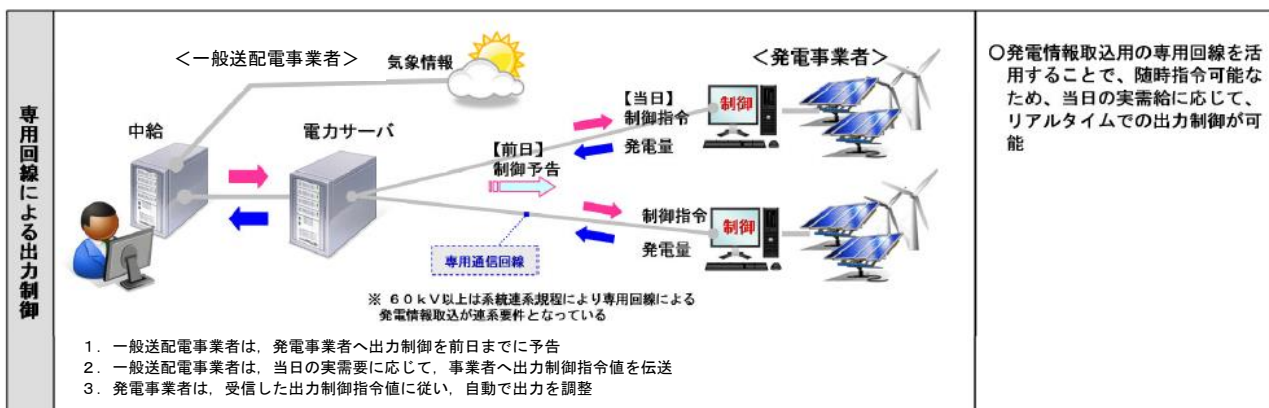 専用回線による出力制御
＜一般送配電事業者＞
気象情報
＜発電事業者＞
中給
電力サーバ
【当日】
制御指令
発電量
制御
【前日】
制御予告
制御指令
発電量
制御
専用通信回線
※ ６０ｋＶ以上は系統連系規程により専用回線による
発電情報取込が連系要件となっている
１．一般送配電事業者は，発電事業者へ出力制御を前日までに予告
２．一般送配電事業者は，当日の実需要に応じて，事業者へ出力制御指令値を伝送
３．発電事業者は，受信した出力制御指令値に従い，自動で出力を調整
○発電情報取込用の専用回線を活
用することで、随時指令可能な
ため、当日の実需給に応じて、
リアルタイムでの出力制御が可
能